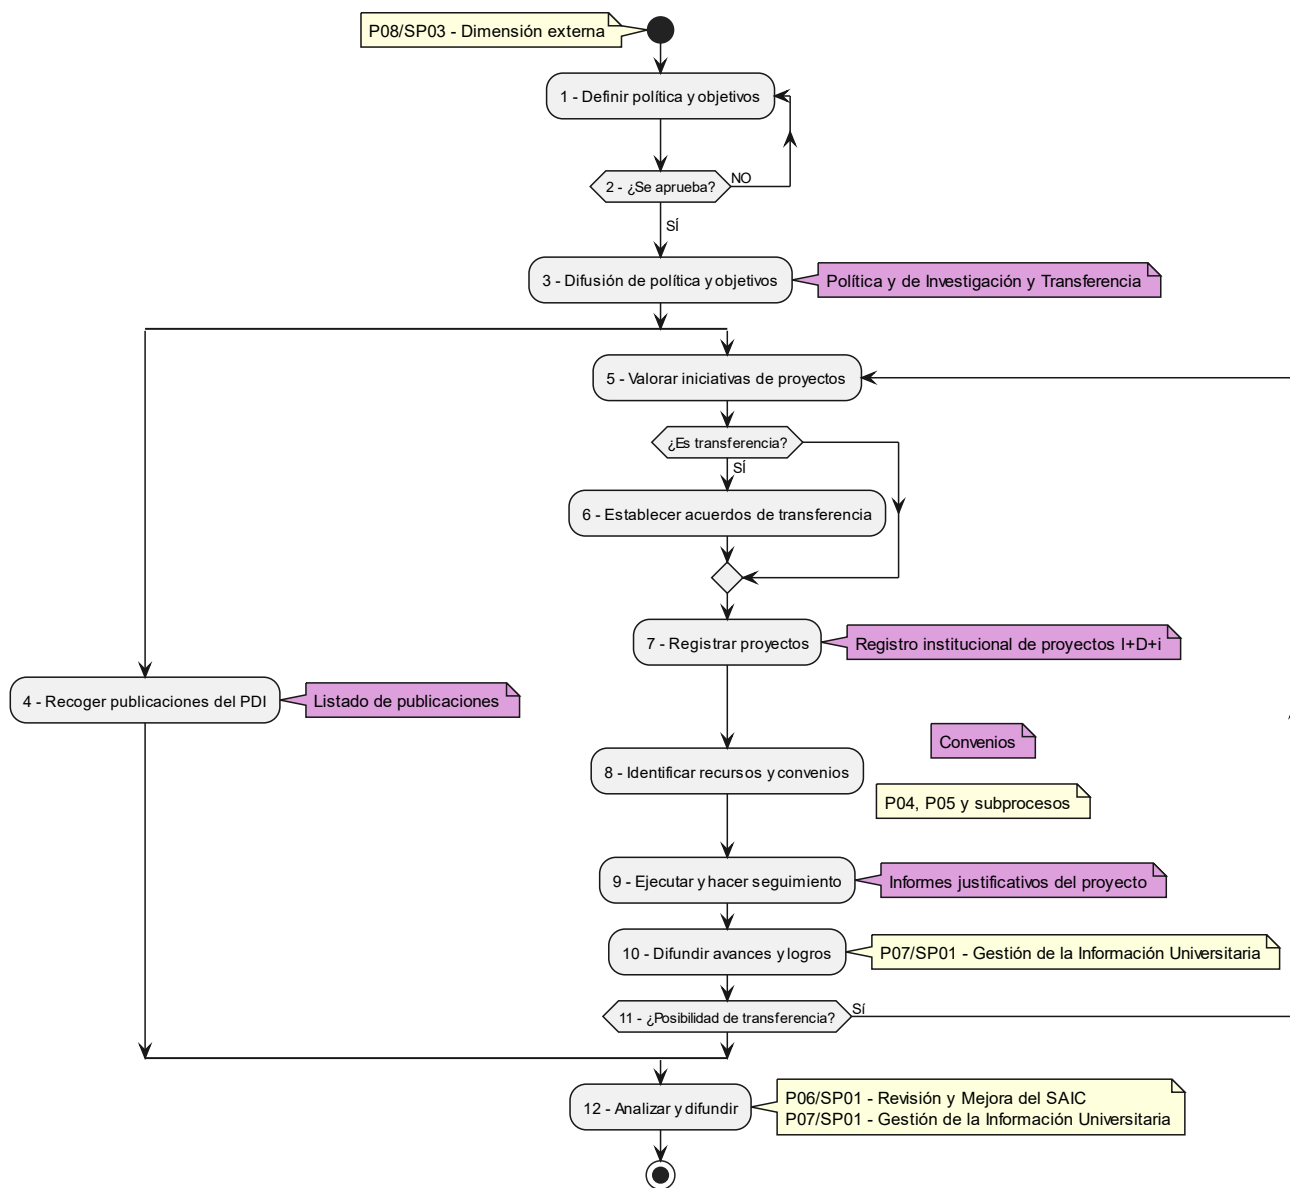 P08/SP03 - Dimensión externa
1 - Definir política y objetivos
2 - ¿Se aprueba?
NO
SÍ
3 - Difusión de política y objetivos
Política y de Investigación y Transferencia
5 - Valorar iniciativas de proyectos
¿Es transferencia?
SÍ
6 - Establecer acuerdos de transferencia
7 - Registrar proyectos
Registro institucional de proyectos I+D+i
4 - Recoger publicaciones del PDI
Listado de publicaciones
Convenios
8 - Identificar recursos y convenios
P04, P05 y subprocesos
9 - Ejecutar y hacer seguimiento
Informes justificativos del proyecto
10 - Difundir avances y logros
P07/SP01 - Gestión de la Información Universitaria
11 - ¿Posibilidad de transferencia?
Sí
12 - Analizar y difundir
P06/SP01 - Revisión y Mejora del SAIC
P07/SP01 - Gestión de la Información Universitaria